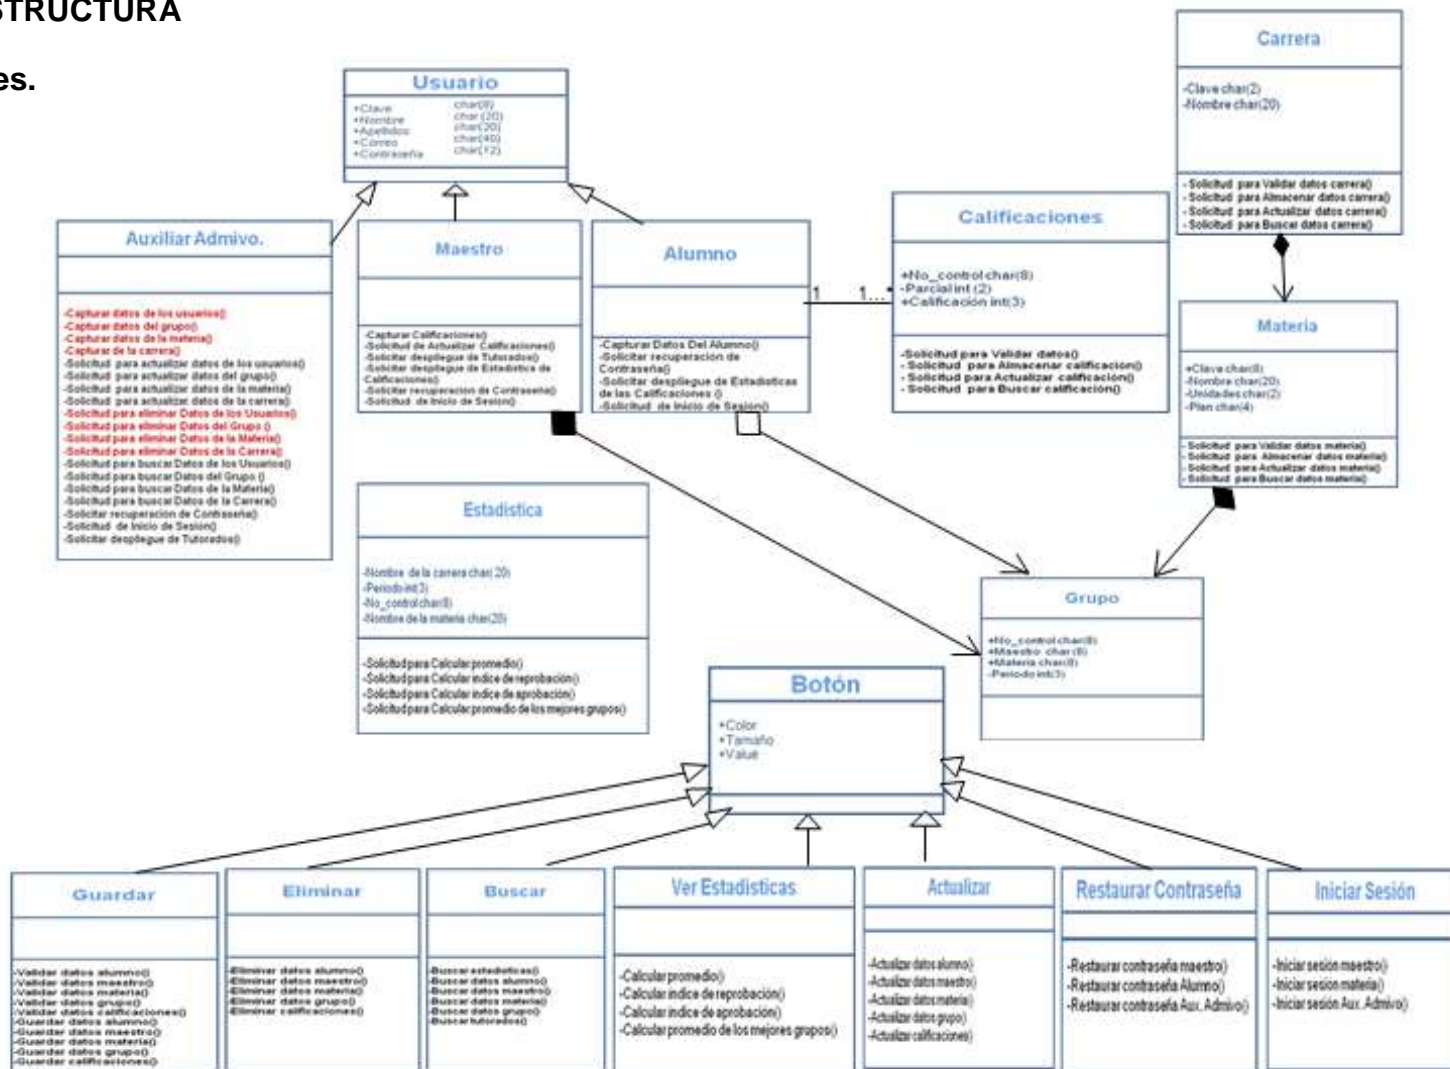 STRUCTURA
es.
Usuario
+Clave char(8)
+Nombre char (20)
+Apellidos char(20)
+Correo char(40)
+Contraseña char(12)
Carrera
-Clave char(2)
-Nombre char(20)
- Solicitud para Validar datos carrera()
- Solicitud para Almacenar datos carrera()
- Solicitud para Actualizar datos carrera()
- Solicitud para Buscar datos carrera()
Auxiliar Admivo.
-Capturar datos de los usuarios()
-Capturar datos del grupo()
-Capturar datos de la materia()
-Capturar de la carrera()
-Solicitud para actualizar datos de los usuarios()
-Solicitud para actualizar datos del grupo()
-Solicitud para actualizar datos de la materia()
-Solicitud para actualizar datos de la carrera()
-Solicitud para eliminar Datos de los Usuarios()
-Solicitud para eliminar Datos del Grupo ()
-Solicitud para eliminar Datos de la Materia()
-Solicitud para eliminar Datos de la Carrera()
-Solicitud para buscar Datos de los Usuarios()
-Solicitud para buscar Datos del Grupo ()
-Solicitud para buscar Datos de la Materia()
-Solicitud para buscar Datos de la Carrera()
-Solicitar recuperación de Contraseña()
-Solicitud de Inicio de Sesión()
-Solicitar despliegue de Tutorados()
Maestro
-Capturar Calificaciones()
-Solicitud de Actualizar Calificaciones()
-Solicitar despliegue de Tutorados()
-Solicitar despliegue de Estadística de
Calificaciones()
-Solicitar recuperación de Contraseña()
-Solicitud de Inicio de Sesión()
Alumno
-Capturar Datos Del Alumno()
-Solicitar recuperación de
Contraseña()
-Solicitar despliegue de Estadísticas
de las Calificaciones ()
-Solicitud de Inicio de Sesión()
1 1...*
Calificaciones
+No_control char(8)
-Parcial int (2)
+Calificación int(3)
-Solicitud para Validar datos()
- Solicitud para Almacenar calificación()
- Solicitud para Actualizar calificación()
- Solicitud para Buscar calificación()
Materia
+Clave char(8)
-Nombre char(20)
-Unidades char(2)
-Plan char(4)
- Solicitud para Validar datos materia()
- Solicitud para Almacenar datos materia()
- Solicitud para Actualizar datos materia()
- Solicitud para Buscar datos materia()
Estadística
-Nombre de la carrera char( 20)
-Periodo int(3)
-No_control char(8)
-Nombre de la materia char(20)
-Solicitud para Calcular promedio()
-Solicitud para Calcular indice de reprobación()
-Solicitud para Calcular indice de aprobación()
-Solicitud para Calcular promedio de los mejores grupos()
Grupo
+No_control char(8)
+Maestro char(8)
+Materia char(8)
-Periodo int(3)
Botón
+Color
+Tamaño
+Value
Guardar
-Validar datos alumno()
-Validar datos maestro()
-Validar datos materia()
-Validar datos grupo()
-Validar datos calificaciones()
-Guardar datos alumno()
-Guardar datos maestro()
-Guardar datos materia()
-Guardar datos grupo()
-Guardar calificaciones()
Eliminar
-Eliminar datos alumno()
-Eliminar datos maestro()
-Eliminar datos materia()
-Eliminar datos grupo()
-Eliminar calificaciones()
Buscar
-Buscar estadísticas()
-Buscar datos alumno()
-Buscar datos maestro()
-Buscar datos materia()
-Buscar datos grupo()
-Buscar tutorados()
Ver Estadísticas
-Calcular promedio()
-Calcular indice de reprobación()
-Calcular indice de aprobación()
-Calcular promedio de los mejores grupos()
Actualizar
-Actualizar datos alumno()
-Actualizar datos maestro()
-Actualizar datos materia()
-Actualizar datos grupo()
-Actualizar calificaciones()
Restaurar Contraseña
-Restaurar contraseña maestro()
-Restaurar contraseña Alumno()
-Restaurar contraseña Aux. Admivo()
Iniciar Sesión
-Iniciar sesión maestro()
-Iniciar sesion materia()
-Iniciar sesión Aux. Admivo()